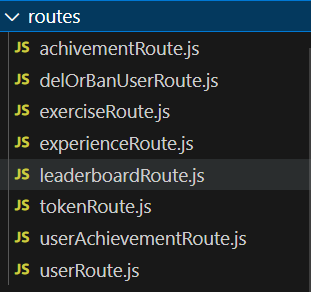 routes
JS achivementRoute.js
JS delOrBanUserRoute.js
JS exerciseRoute.js
JS experienceRoute.js
JS leaderboardRoute.js
JS tokenRoute.js
JS userAchievementRoute.js
JS userRoute.js